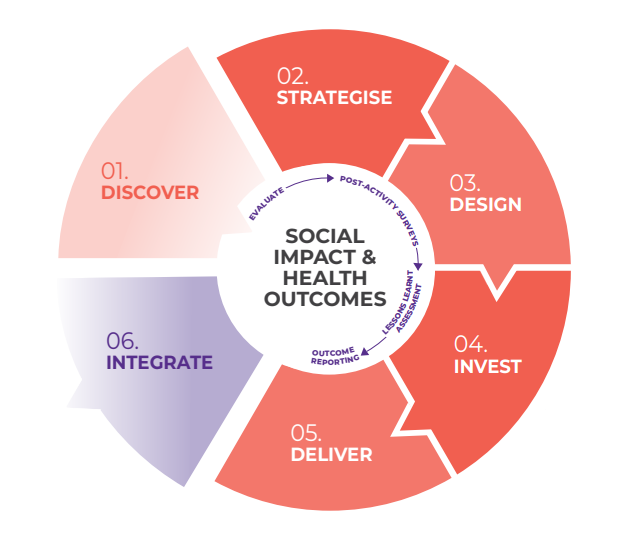 01.
DISCOVER
02.
STRATEGISE
03.
DESIGN
04.
INVEST
05.
DELIVER
06.
INTEGRATE
SOCIAL
IMPACT &
HEALTH
OUTCOMES
EVALUATE
POST-ACTIVITY SURVEYS
LESSONS LEARNT
ASSESSMENT
OUTCOME
REPORTING